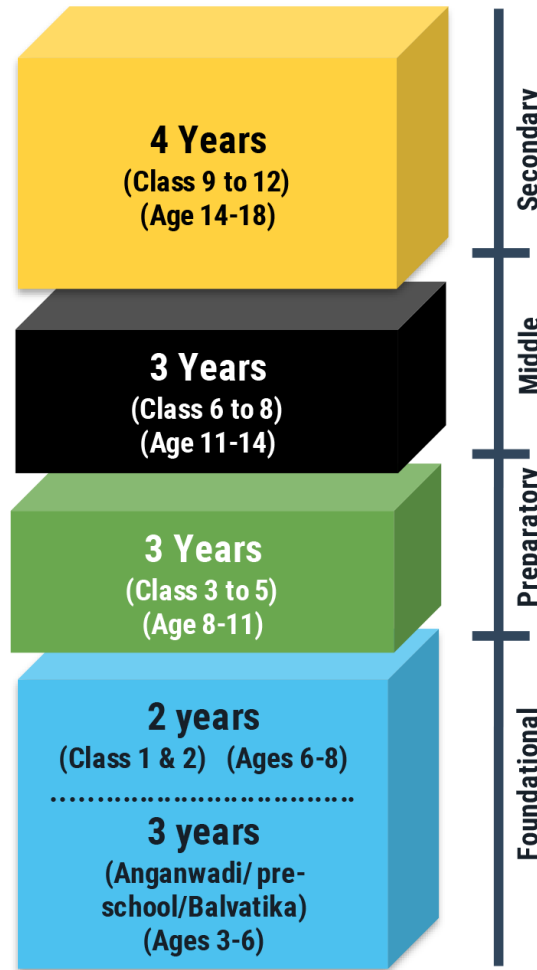 4 Years
(Class 9 to 12)
(Age 14-18)
Secondary
3 Years
(Class 6 to 8)
(Age 11-14)
Middle
3 Years
(Class 3 to 5)
(Age 8-11)
Preparatory
2 years
(Class 1 & 2) (Ages 6-8)
3 years
(Anganwadi/ pre-
school/Balvatika)
(Ages 3-6)
Foundational